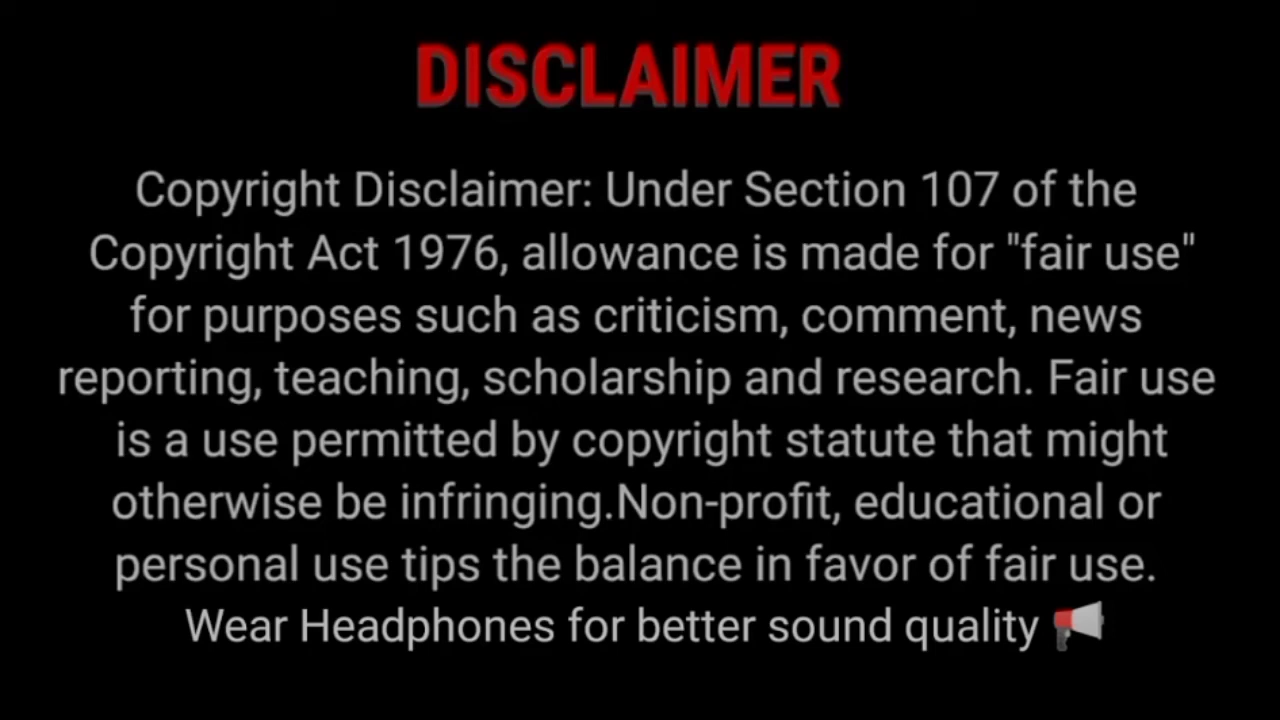 DISCLAIMER
Copyright Disclaimer: Under Section 107 of the
Copyright Act 1976, allowance is made for "fair use"
for purposes such as criticism, comment, news
reporting, teaching, scholarship and research. Fair use
is a use permitted by copyright statute that might
otherwise be infringing.Non-profit, educational or
personal use tips the balance in favor of fair use.
Wear Headphones for better sound quality